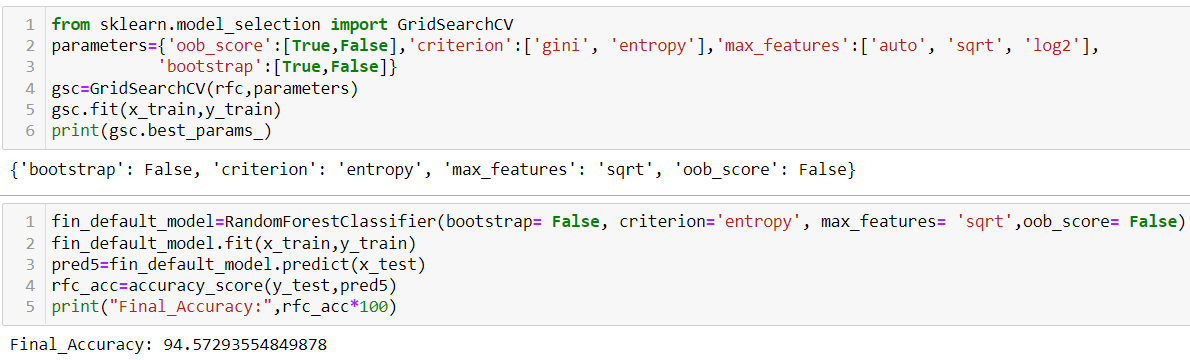 1 from sklearn.model_selection import GridSearchCV
2 parameters={'oob_score':[True,False],'criterion':['gini', 'entropy'],'max_features':['auto', 'sqrt', 'log2'],
3             'bootstrap':[True,False]}
4 gsc=GridSearchCV(rfc,parameters)
5 gsc.fit(x_train,y_train)
6 print(gsc.best_params_)
{'bootstrap': False, 'criterion': 'entropy', 'max_features': 'sqrt', 'oob_score': False}
1 fin_default_model=RandomForestClassifier(bootstrap= False, criterion='entropy', max_features= 'sqrt',oob_score= False)
2 fin_default_model.fit(x_train,y_train)
3 pred5=fin_default_model.predict(x_test)
4 rfc_acc=accuracy_score(y_test,pred5)
5 print("Final_Accuracy:",rfc_acc*100)
Final_Accuracy: 94.57293554849878